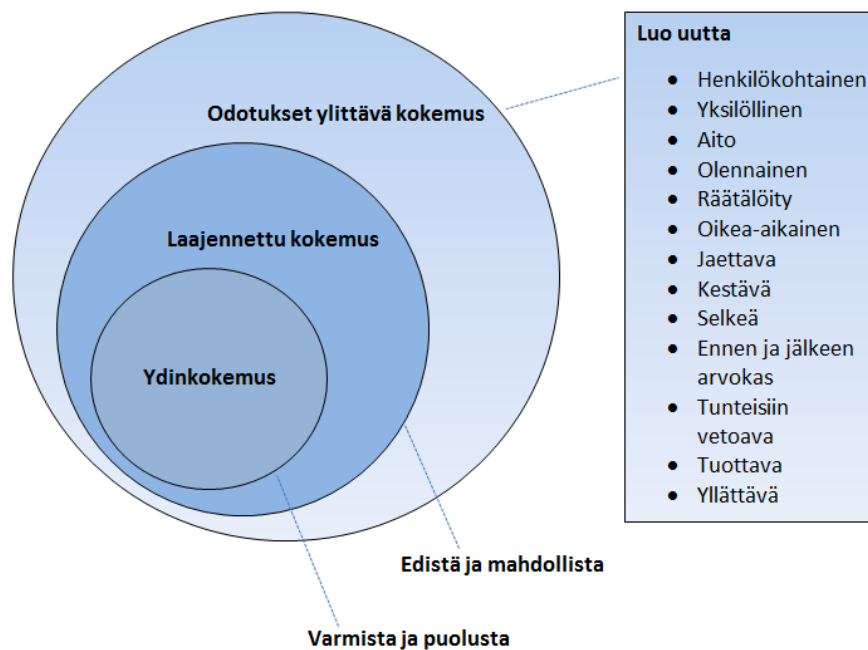 Odotukset ylittävä kokemus
Laajennettu kokemus
Ydinkokemus
Edistä ja mahdollista
Varmista ja puolusta
Luo uutta
• Henkilökohtainen
• Yksilöllinen
• Aito
• Olennainen
• Räätälöity
• Oikea-aikainen
• Jaettava
• Kestävä
• Selkeä
• Ennen ja jälkeen
arvokas
• Tunteisiin
vetoava
• Tuottava
• Yllättävä